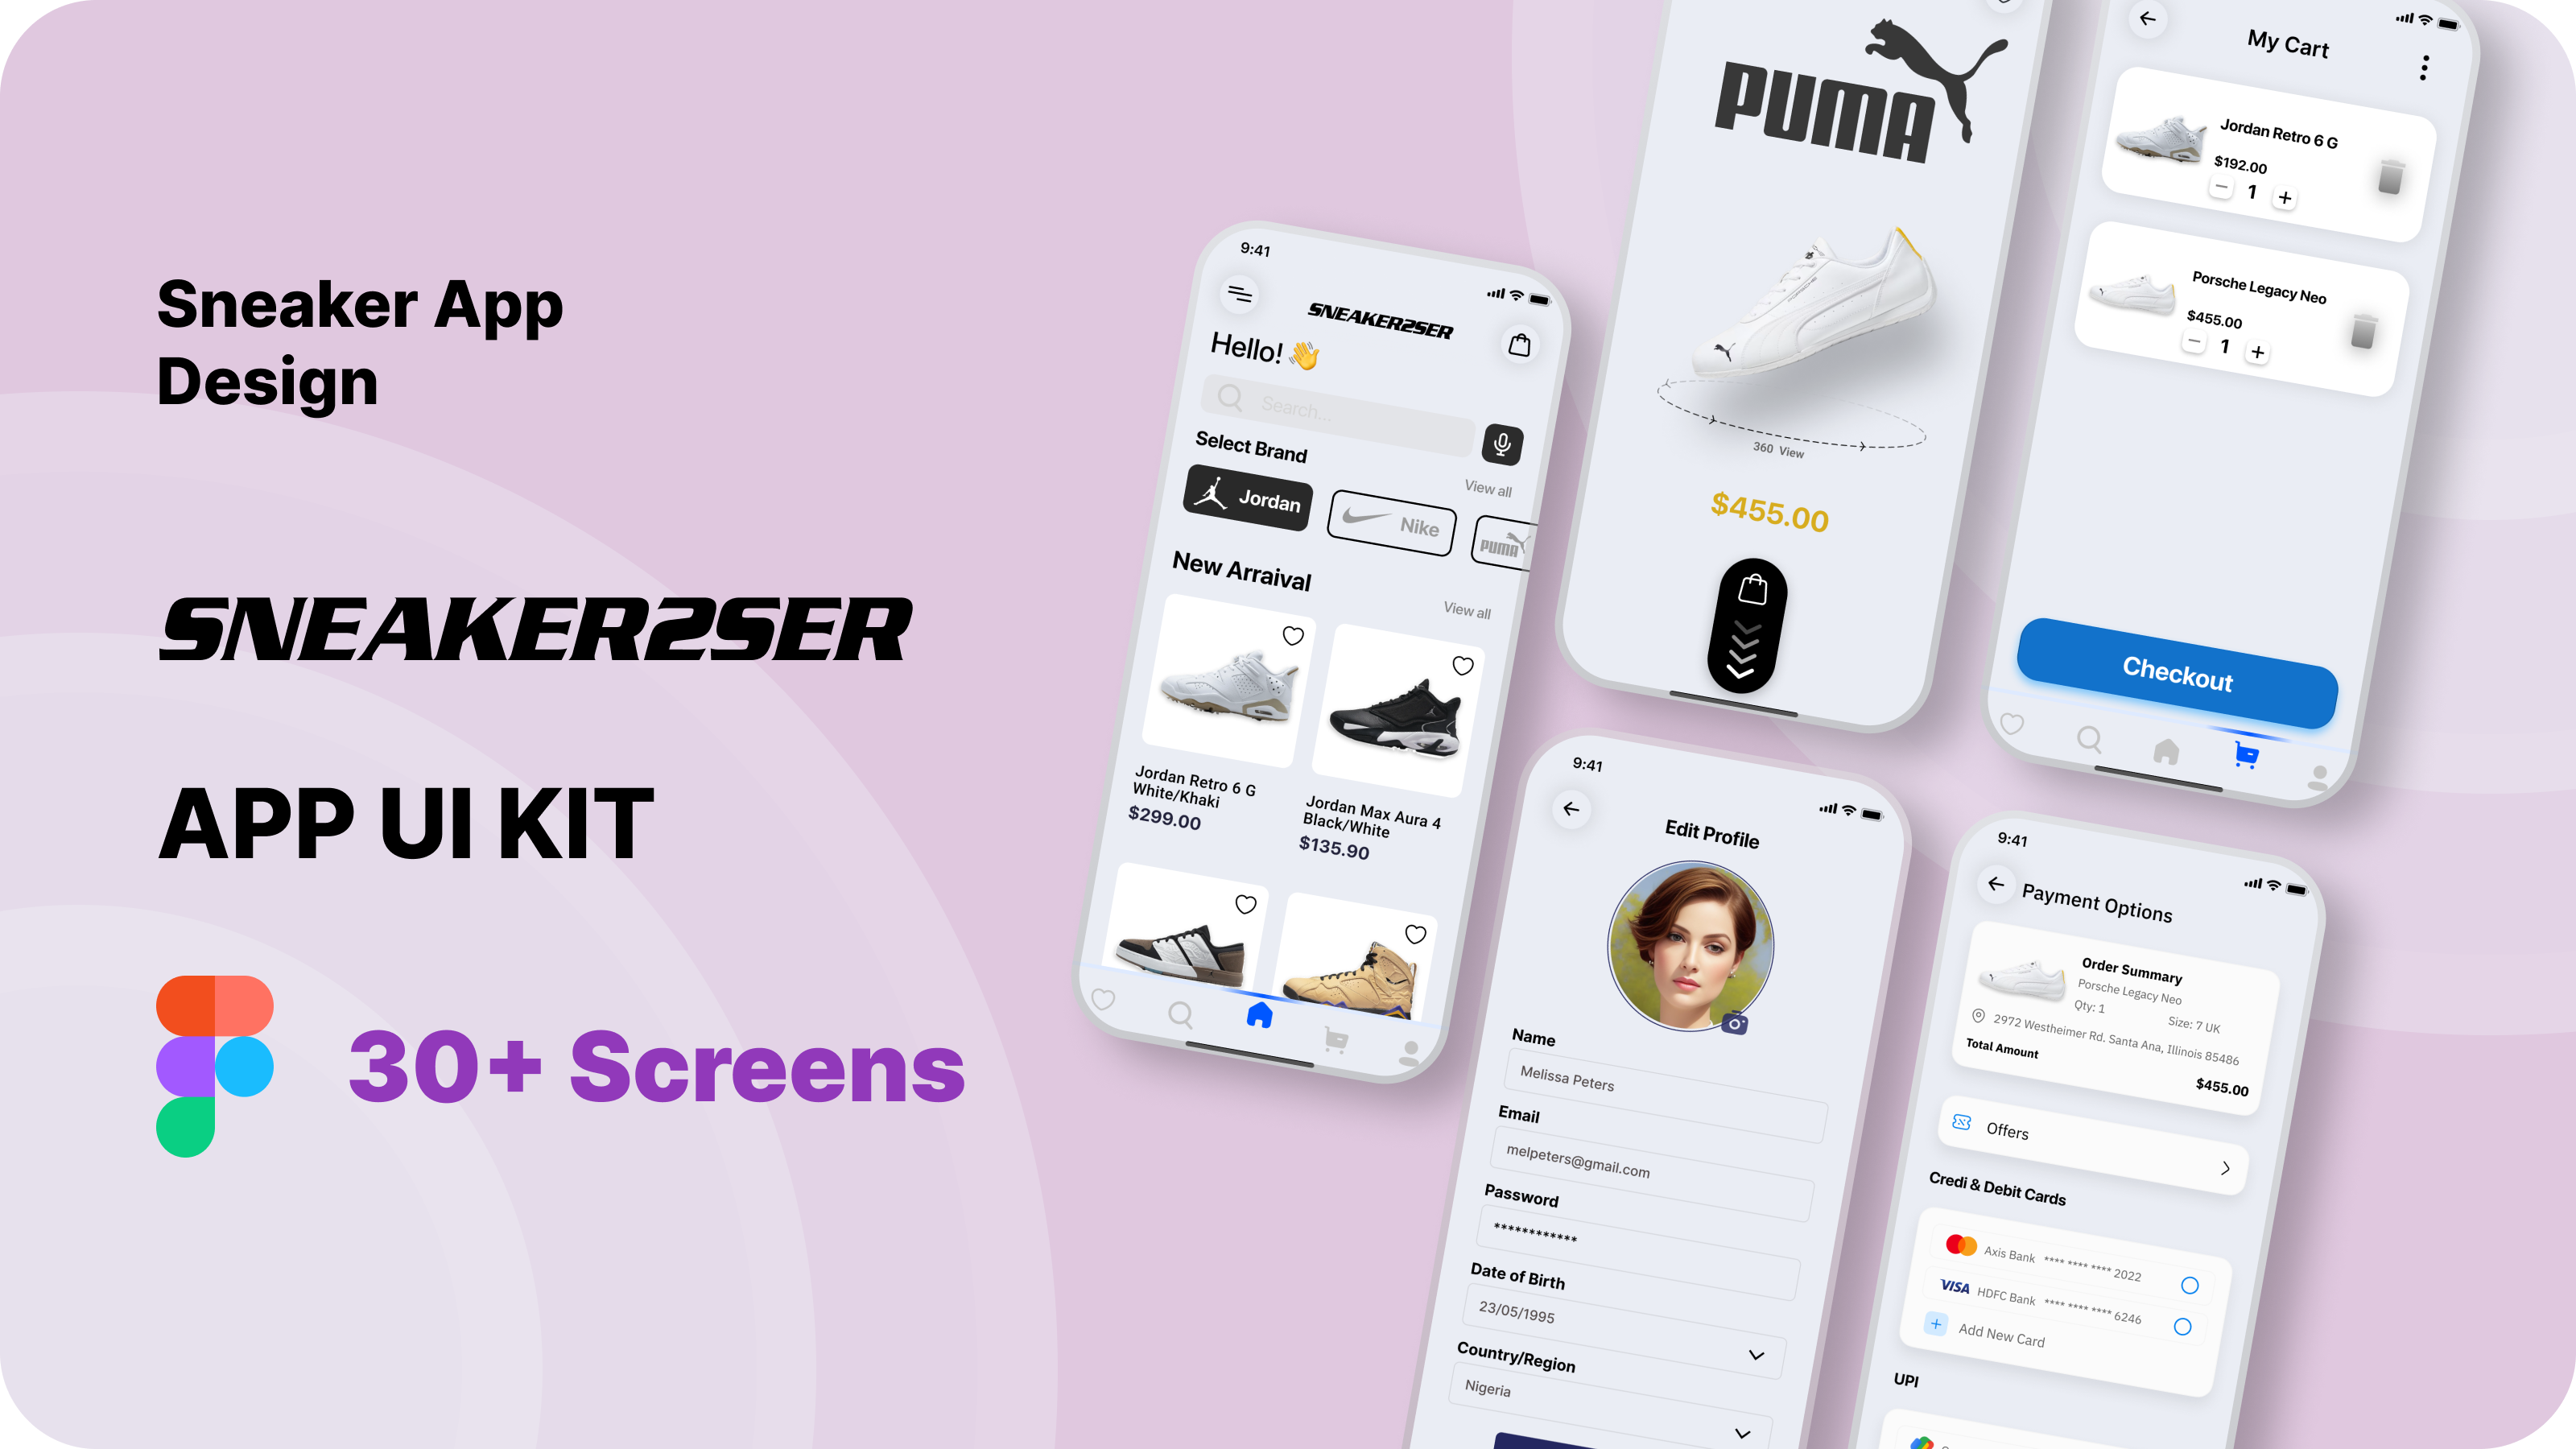 Sneaker App
Design
SNEAKER2SER
APP UI KIT
30+ Screens
9:41
SNEAKER2SER
Hello! 👋
Search...
Select Brand
View all
Jordan
Nike
PUMA
New Arraival
View all
Jordan Retro 6 G
White/Khaki
$299.00
Jordan Max Aura 4
Black/White
$135.90
PUMA
360 View
$455.00
My Cart
Jordan Retro 6 G
$192.00
1
Porsche Legacy Neo
$455.00
1
Checkout
9:41
Edit Profile
Name
Melissa Peters
Email
melpeters@gmail.com
Password
************
Date of Birth
23/05/1995
Country/Region
Nigeria
9:41
Payment Options
Order Summary
Porsche Legacy Neo
Qty: 1
Size: 7 UK
2972 Westheimer Rd. Santa Ana, Illinois 85486
Total Amount
$455.00
Offers
Credi & Debit Cards
Axis Bank **** **** **** 2022
VISA HDFC Bank **** **** **** 6246
Add New Card
UPI